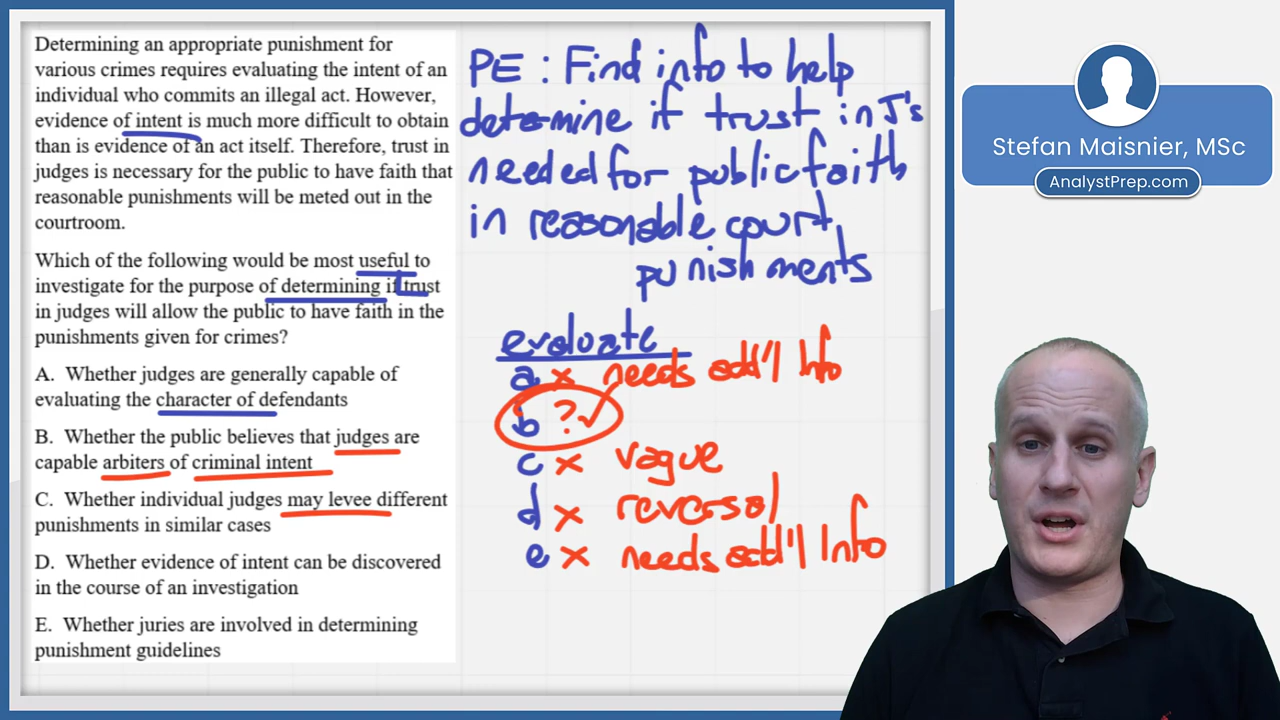 Determining an appropriate punishment for
various crimes requires evaluating the intent of an
individual who commits an illegal act. However,
evidence of intent is much more difficult to obtain
than is evidence of an act itself. Therefore, trust in
judges is necessary for the public to have faith that
reasonable punishments will be meted out in the
courtroom.
Which of the following would be most useful to
investigate for the purpose of determining if trust
in judges will allow the public to have faith in the
punishments given for crimes?
A. Whether judges are generally capable of
evaluating the character of defendants
B. Whether the public believes that judges are
capable arbiters of criminal intent
C. Whether individual judges may levee different
punishments in similar cases
D. Whether evidence of intent can be discovered
in the course of an investigation
E. Whether juries are involved in determining
punishment guidelines
PE : Find info to help
determine if trust in J's
needed for public faith
in reasonable court
punishments
evaluate
a x needs add'l Info
b ? ✓
c x vague
d x reversal
e x needs add'l Info
Stefan Maisnier, MSc
AnalystPrep.com